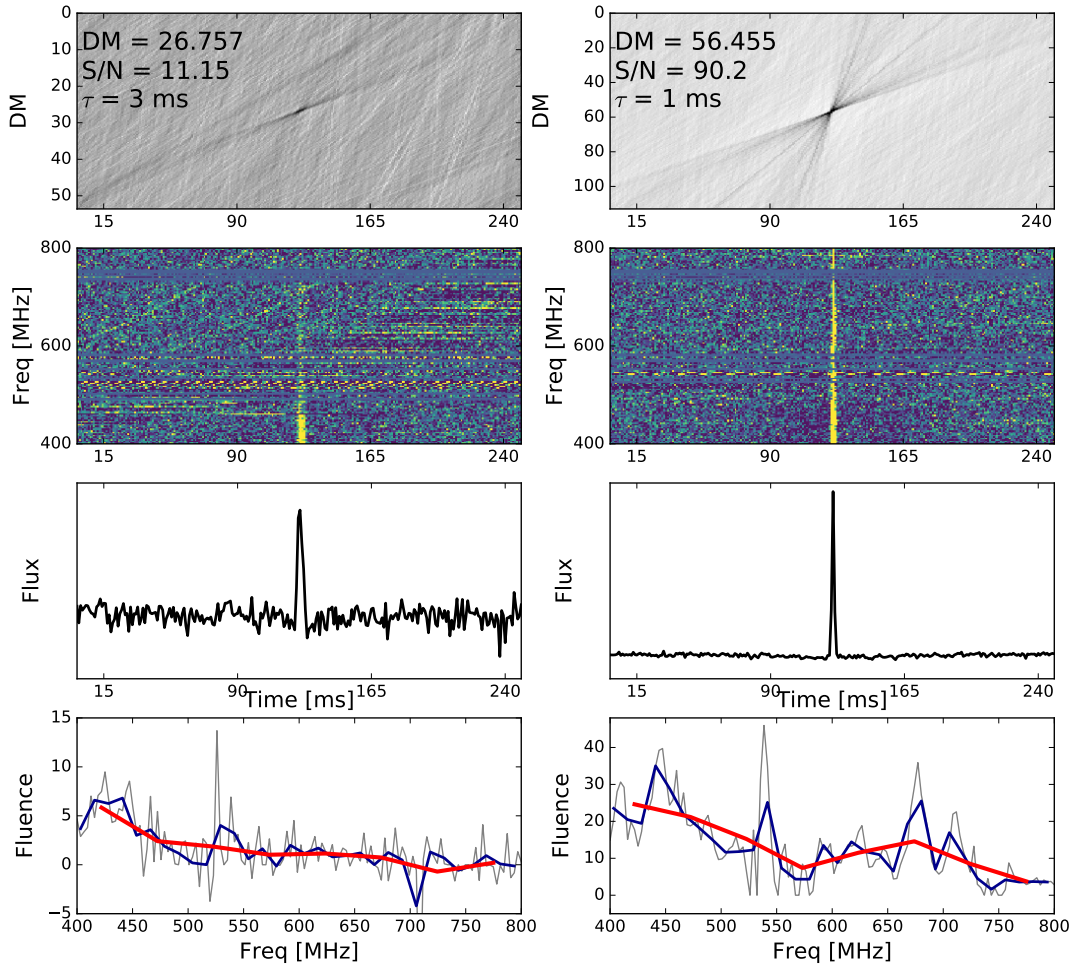 DM = 26.757
S/N = 11.15
τ = 3 ms
DM
0
10
20
30
40
50
15 90 165 240
DM = 56.455
S/N = 90.2
τ = 1 ms
DM
0
20
40
60
80
100
15 90 165 240
Freq [MHz]
800
600
400
15 90 165 240
Freq [MHz]
800
600
400
15 90 165 240
Flux
15 90 165 240
Time [ms]
Flux
15 90 165 240
Fluence
15
10
5
0
−5
400 450 500 550 600 650 700 750 800
Freq [MHz]
Fluence
40
30
20
10
0
400 450 500 550 600 650 700 750 800
Freq [MHz]